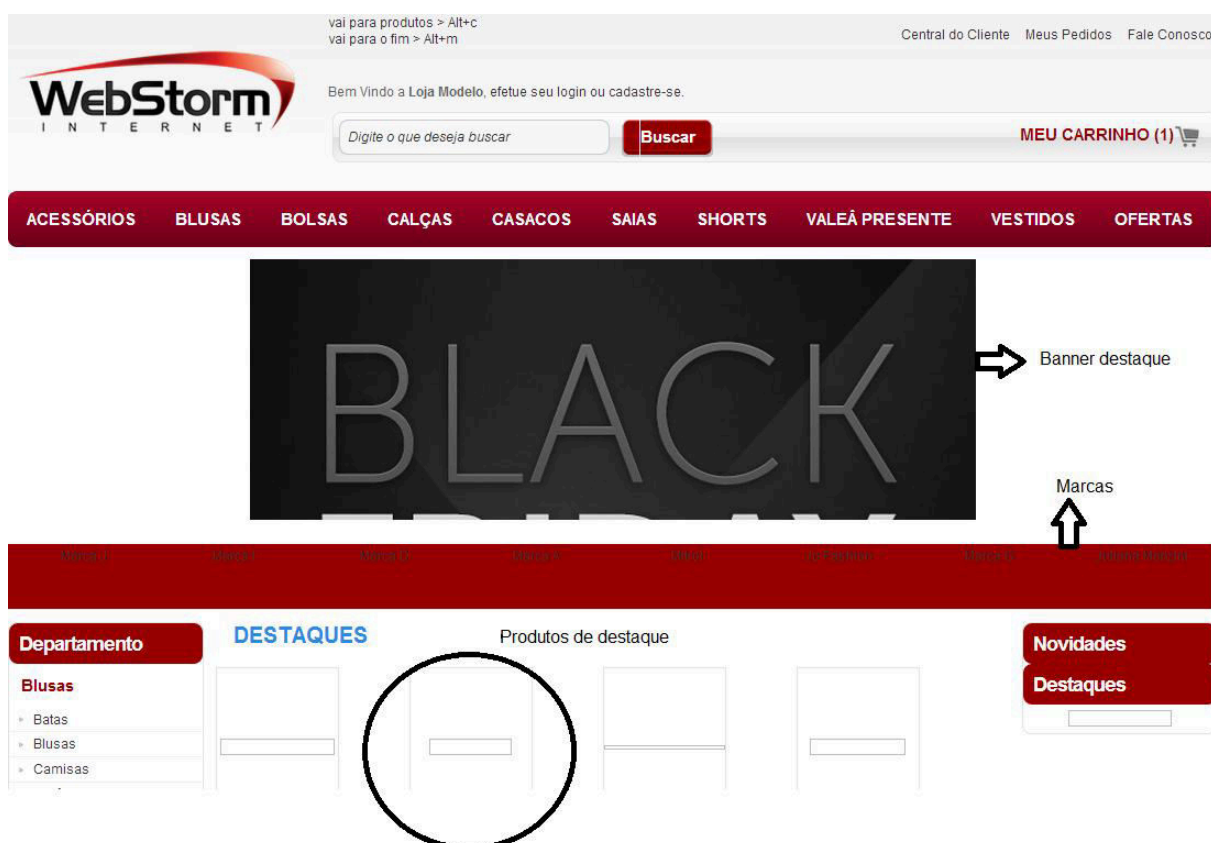 vai para produtos > Alt+c
vai para o fim > Alt+m
Central do Cliente Meus Pedidos Fale Conosco
WebStorm
INTERNET
Bem Vindo a Loja Modelo, efetue seu login ou cadastre-se.
Digite o que deseja buscar
Buscar
MEU CARRINHO (1)
ACESSÓRIOS BLUSAS BOLSAS CALÇAS CASACOS SAIAS SHORTS VALEÂ PRESENTE VESTIDOS OFERTAS
BLACK
FRIDAY
Banner destaque
Marcas
Departamento
DESTAQUES
Produtos de destaque
Novidades
Destaques
Blusas
Batas
Blusas
Camisas